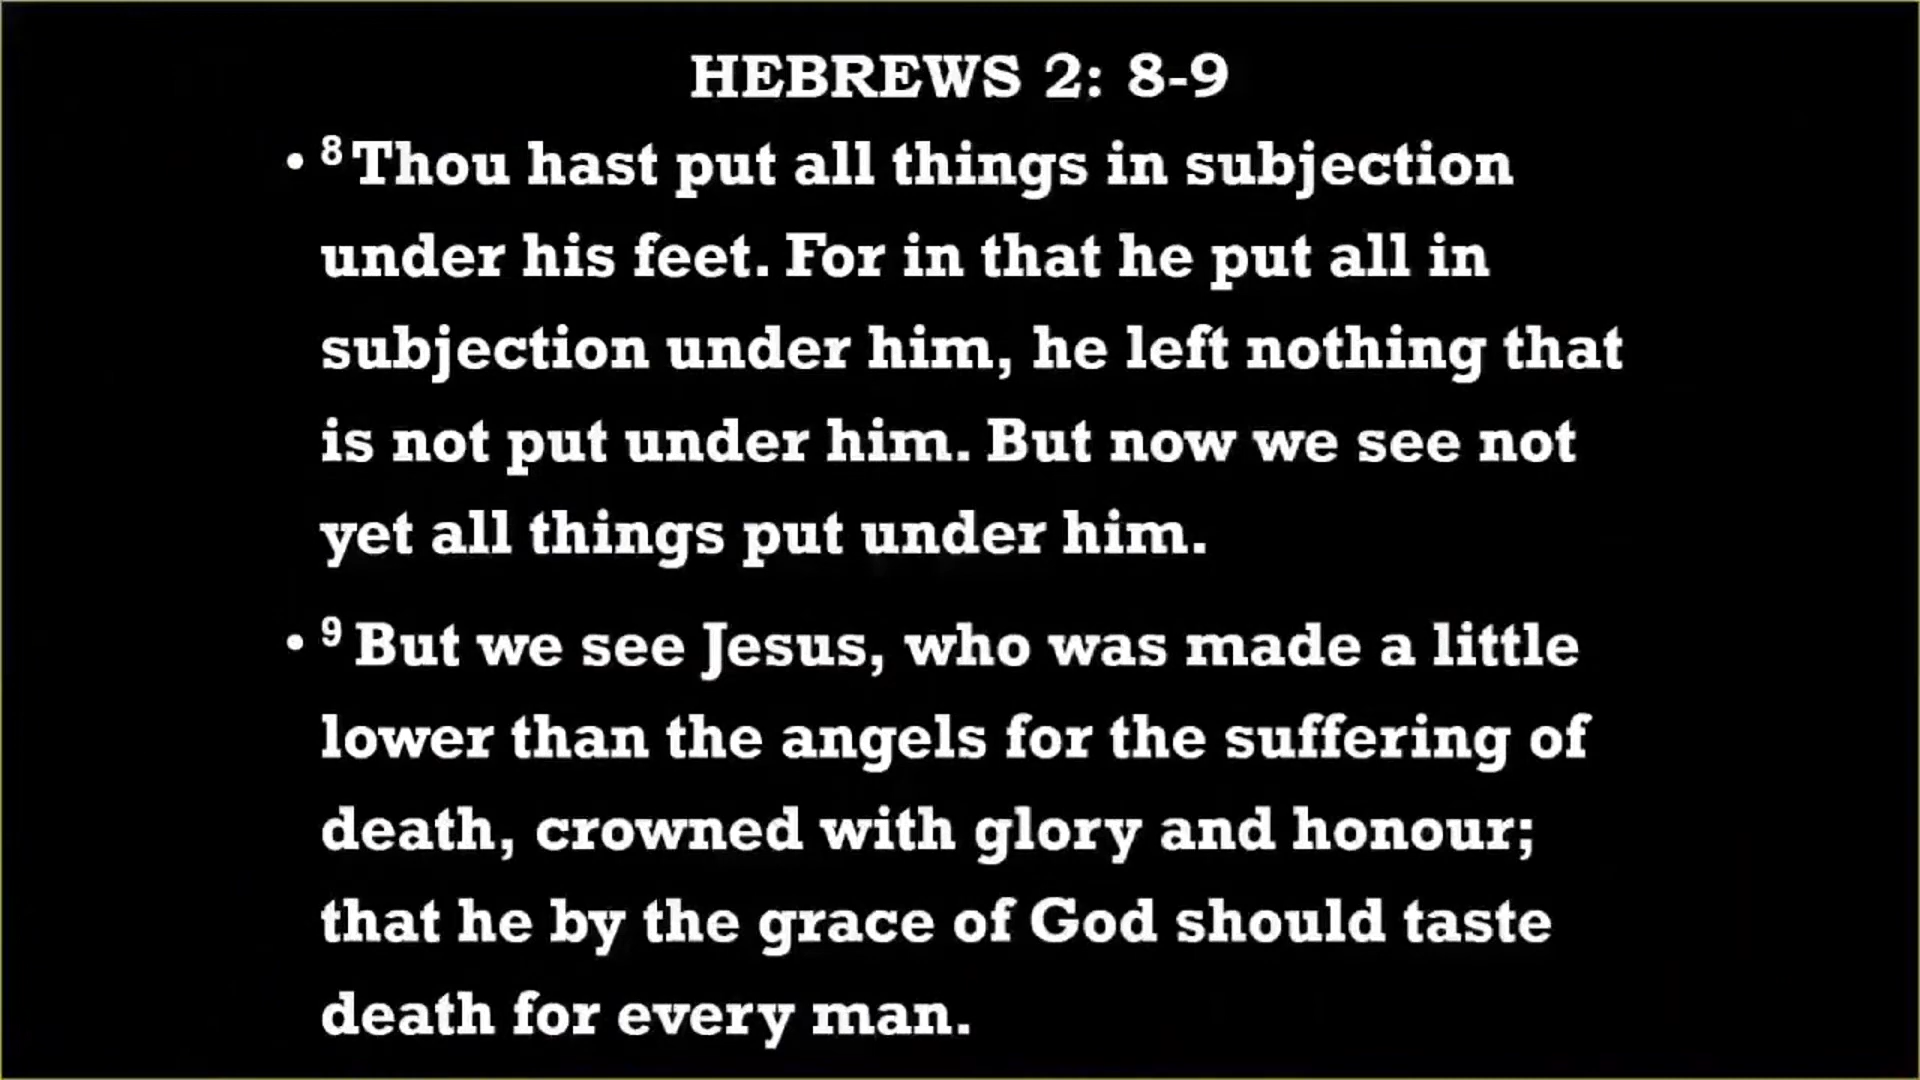 HEBREWS 2: 8-9
• 8 Thou hast put all things in subjection
under his feet. For in that he put all in
subjection under him, he left nothing that
is not put under him. But now we see not
yet all things put under him.
• 9 But we see Jesus, who was made a little
lower than the angels for the suffering of
death, crowned with glory and honour;
that he by the grace of God should taste
death for every man.